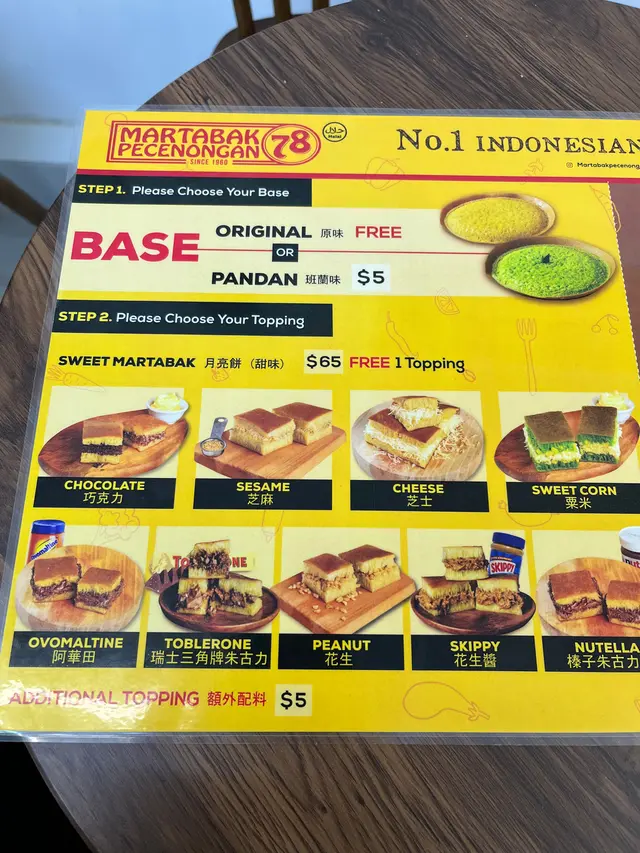 MARTABAK
PECENONGAN
78
SINCE 1960
حلال
Halal
No.1 INDONESIAN
Martabakpecenong
STEP 1. Please Choose Your Base
BASE
ORIGINAL 原味 FREE
OR
PANDAN 班蘭味 $5
STEP 2. Please Choose Your Topping
SWEET MARTABAK 月亮餅 (甜味) $65 FREE 1 Topping
CHOCOLATE
巧克力
SESAME
芝麻
CHEESE
芝士
SWEET CORN
粟米
OVOMALTINE
阿華田
TOBLERONE
瑞士三角牌朱古力
PEANUT
花生
SKIPPY
SKIPPY
花生醬
NUTELLA
榛子朱古力
ADDITIONAL TOPPING 額外配料 $5